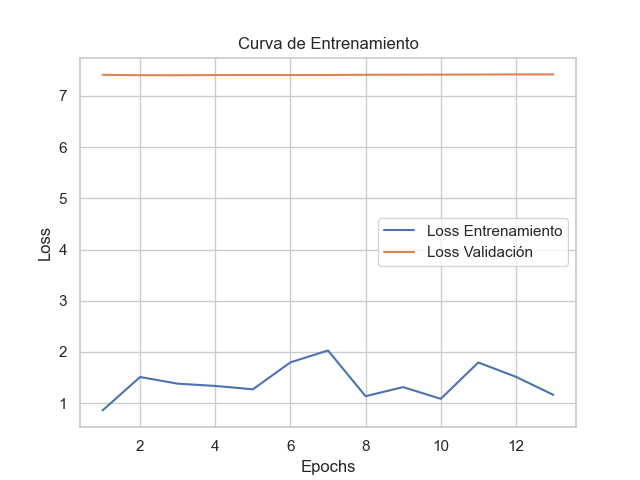 Curva de Entrenamiento
7
6
5
4
3
2
1
Loss
Loss Entrenamiento
Loss Validación
2 4 6 8 10 12
Epochs